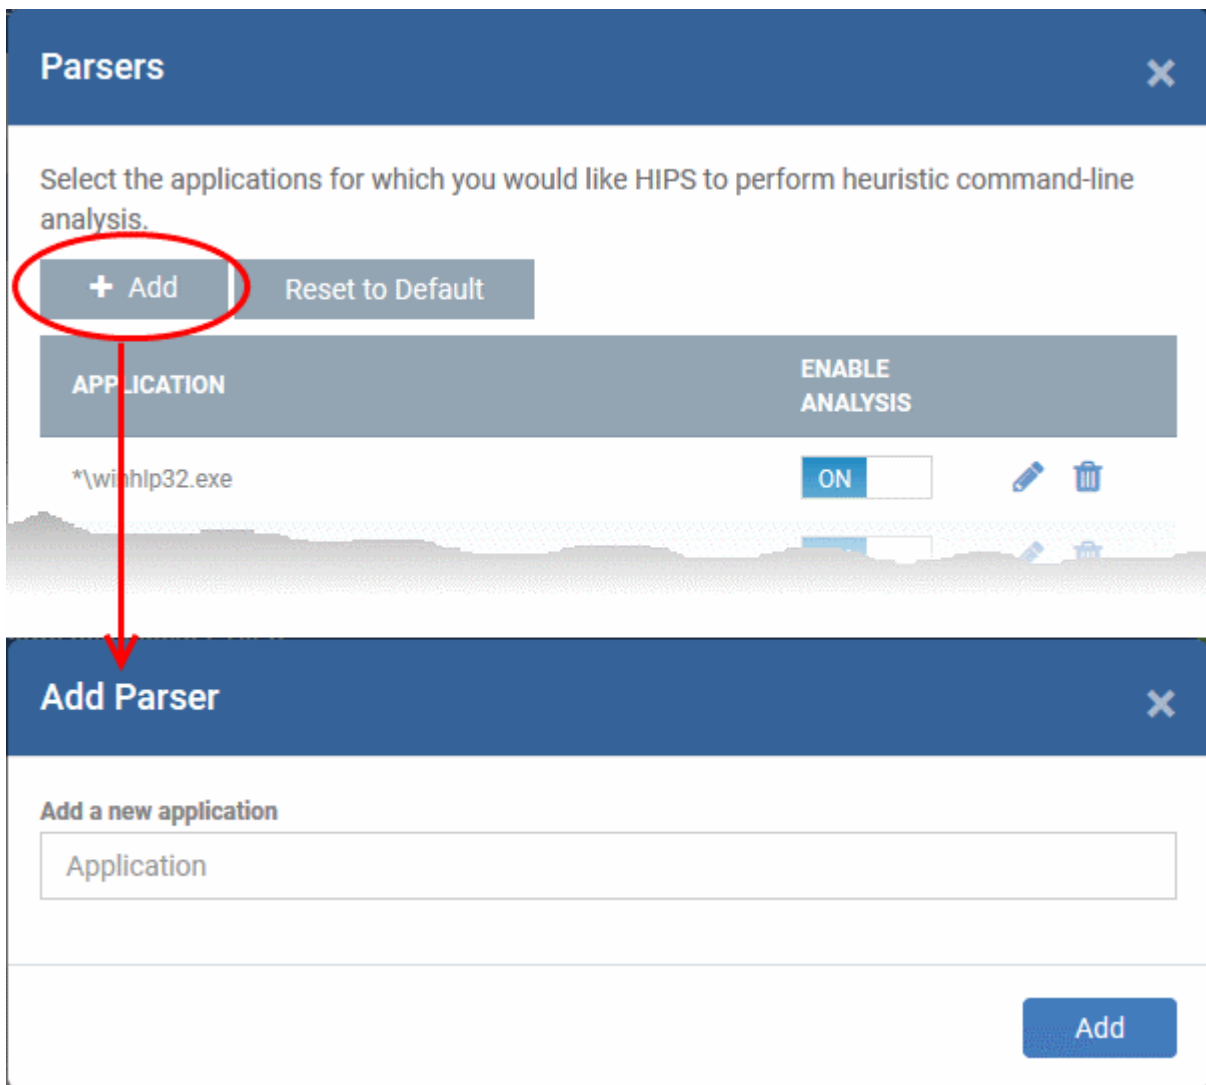 Parsers
Select the applications for which you would like HIPS to perform heuristic command-line
analysis.
+ Add
Reset to Default
APPLICATION
ENABLE
ANALYSIS
*\winhlp32.exe
ON
Add Parser
Add a new application
Application
Add